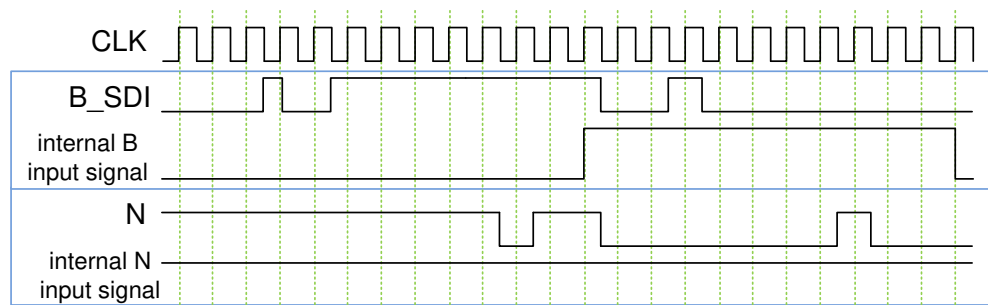 CLK
B_SDI
internal B
input signal
N
internal N
input signal